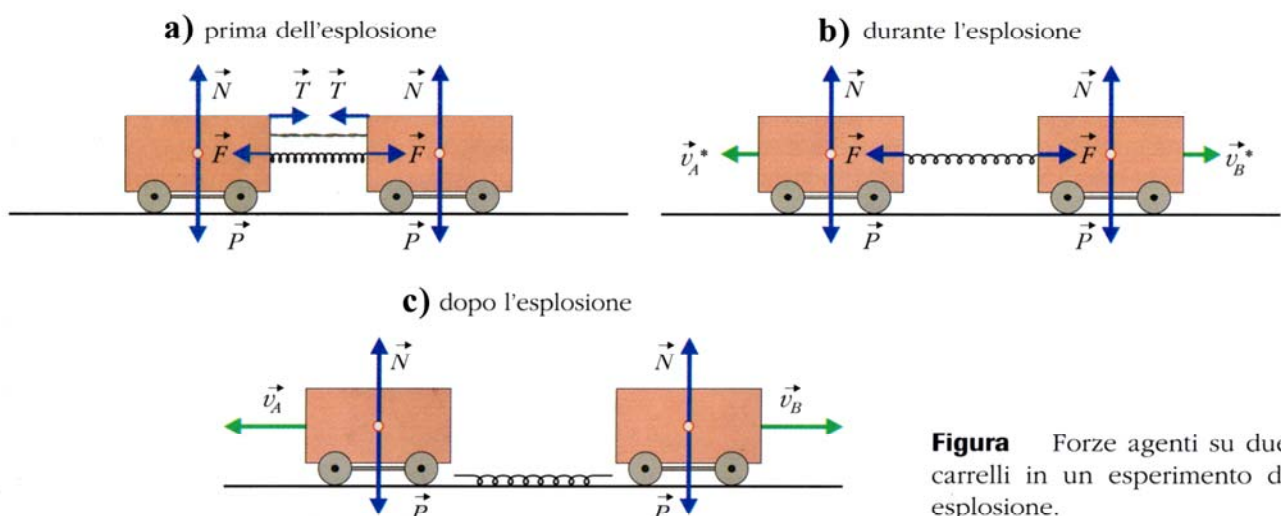 a) prima dell'esplosione
N T T N
F F
P P
b) durante l'esplosione
N N
v_A* F F v_B*
P P
c) dopo l'esplosione
N N
v_A v_B
P P
Figura Forze agenti su due
carrelli in un esperimento d
esplosione.